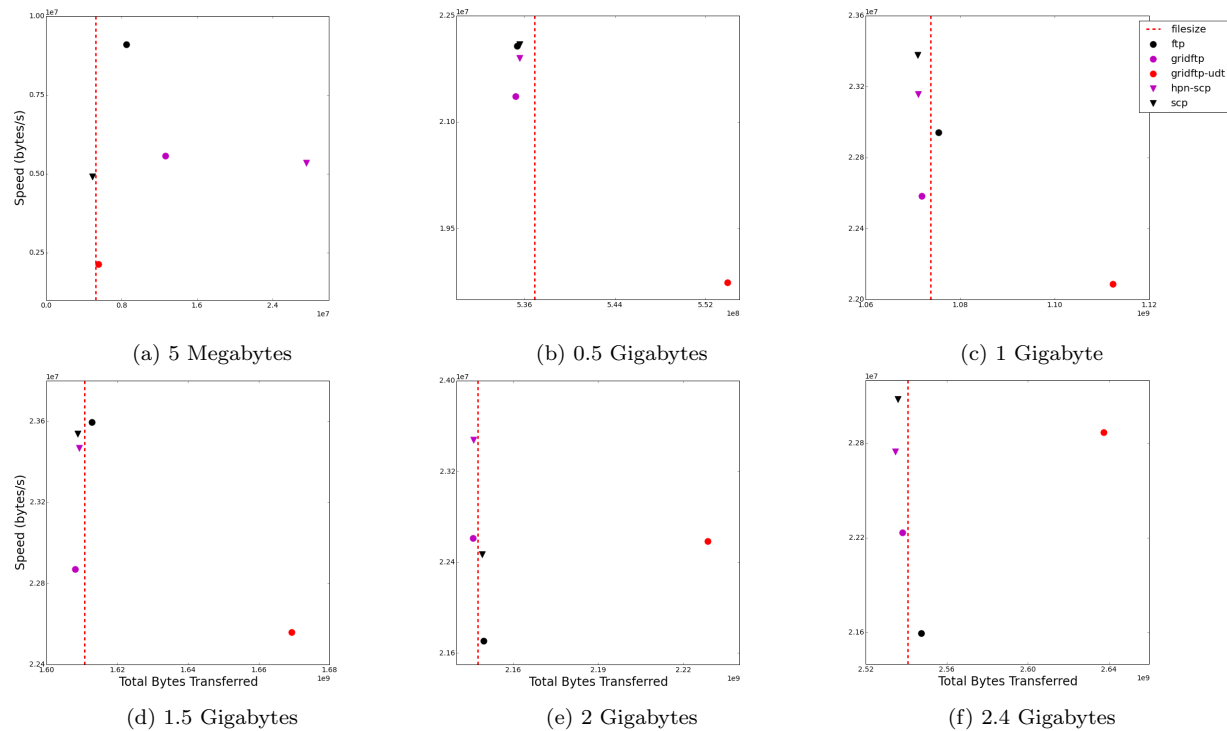 1e7
1.0
0.75
0.5
0.25
Speed (bytes/s)
0.0
0.8
1.6
2.4
1e7
(a) 5 Megabytes
1e7
2.25
2.10
1.95
5.36
5.44
5.52
1e8
(b) 0.5 Gigabytes
1e7
2.36
2.32
2.28
2.24
2.20
1.06
1.08
1.10
1.12
1e9
filesize
ftp
gridftp
gridftp-udt
hpn-scp
scp
(c) 1 Gigabyte
1e7
2.36
2.32
2.28
2.24
Speed (bytes/s)
1.60
1.62
1.64
1.66
1.68
1e9
Total Bytes Transferred
(d) 1.5 Gigabytes
1e7
2.40
2.32
2.24
2.16
2.16
2.19
2.22
1e9
(e) 2 Gigabytes
1e7
2.28
2.22
2.16
2.52
2.56
2.60
2.64
1e9
Total Bytes Transferred
(f) 2.4 Gigabytes